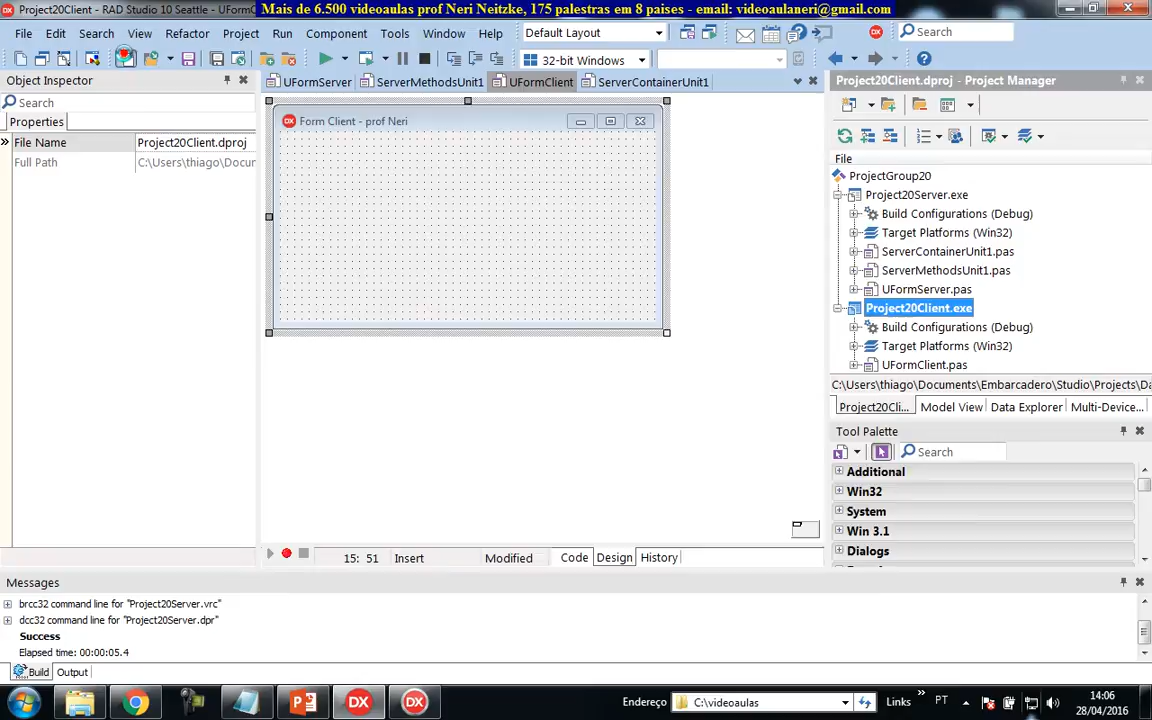 Project20Client - RAD Studio 10 Seattle - UFormC
Mais de 6.500 videoaulas prof Neri Neitzke, 175 palestras em 8 paises - email: videoaulaneri@gmail.com
File Edit Search View Refactor Project Run Component Tools Window Help
Default Layout
Search
32-bit Windows
Object Inspector
Search
Properties
File Name Project20Client.dproj
Full Path C:\Users\thiago\Docur
UFormServer ServerMethodsUnit1 UFormClient ServerContainerUnit1
Form Client - prof Neri
15: 51 Insert Modified Code Design History
Project20Client.dproj - Project Manager
File
ProjectGroup20
Project20Server.exe
Build Configurations (Debug)
Target Platforms (Win32)
ServerContainerUnit1.pas
ServerMethodsUnit1.pas
UFormServer.pas
Project20Client.exe
Build Configurations (Debug)
Target Platforms (Win32)
UFormClient.pas
C:\Users\thiago\Documents\Embarcadero\Studio\Projects\Da
Project20Cli... Model View Data Explorer Multi-Device...
Tool Palette
Search
Additional
Win32
System
Win 3.1
Dialogs
Messages
brcc32 command line for "Project20Server.vrc"
dcc32 command line for "Project20Server.dpr"
Success
Elapsed time: 00:00:05.4
Build Output
Endereço C:\videoaulas Links » PT
14:06
28/04/2016